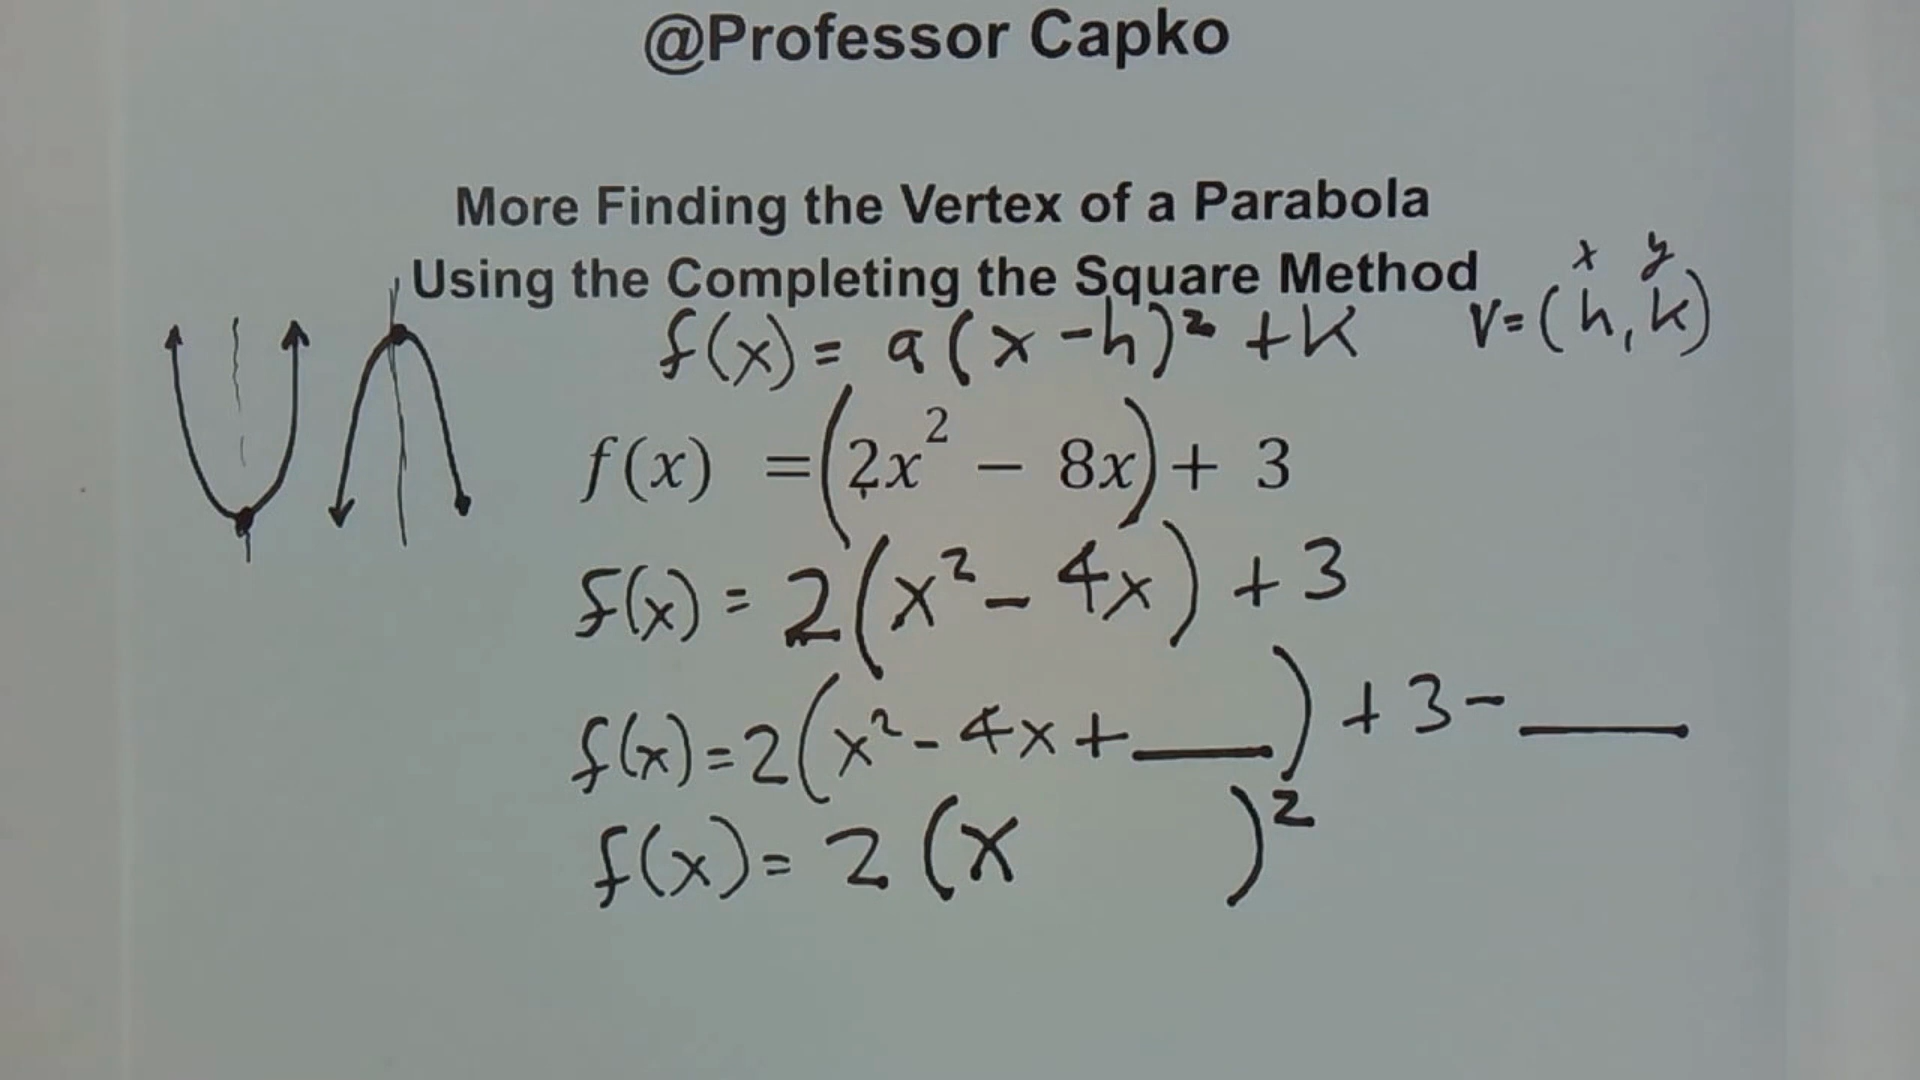 @Professor Capko
More Finding the Vertex of a Parabola
Using the Completing the Square Method
x y
f(x) = a(x-h)² + k V=(h,k)
f(x) =(2x² − 8x)+ 3
f(x) = 2(x² - 4x) +3
f(x)=2(x² - 4x+___) +3-___
f(x)= 2(x )²